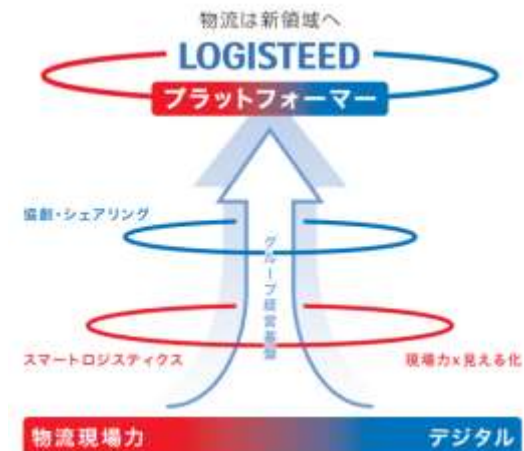 物流は新領域へ
LOGISTEED
プラットフォーマー
協創・シェアリング
グループ経営基盤
スマートロジスティクス
現場力x見える化
物流現場力
デジタル